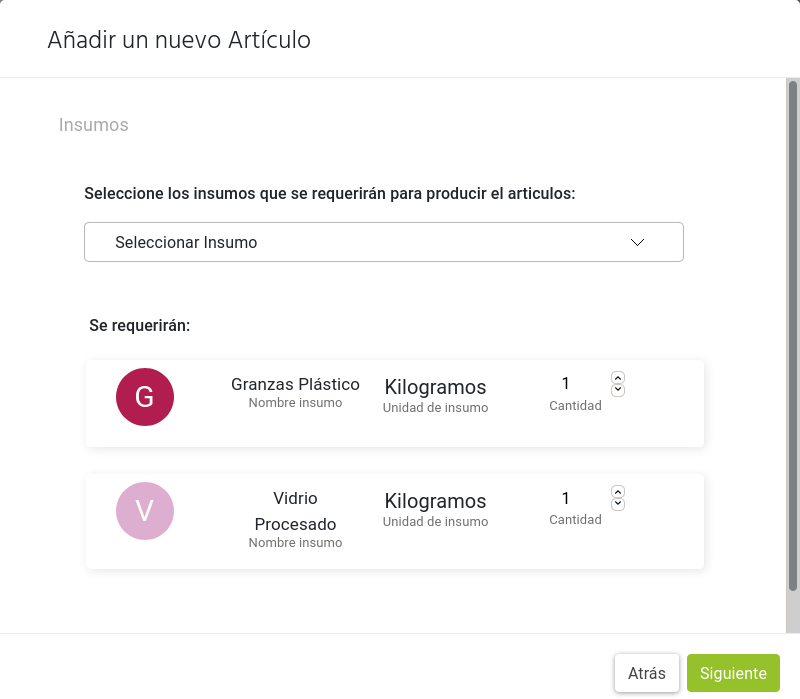 Añadir un nuevo Artículo
Insumos
Seleccione los insumos que se requerirán para producir el articulos:
Seleccionar Insumo
Se requerirán:
G
Granzas Plástico
Nombre insumo
Kilogramos
Unidad de insumo
1
Cantidad
V
Vidrio
Procesado
Nombre insumo
Kilogramos
Unidad de insumo
1
Cantidad
Atrás
Siguiente